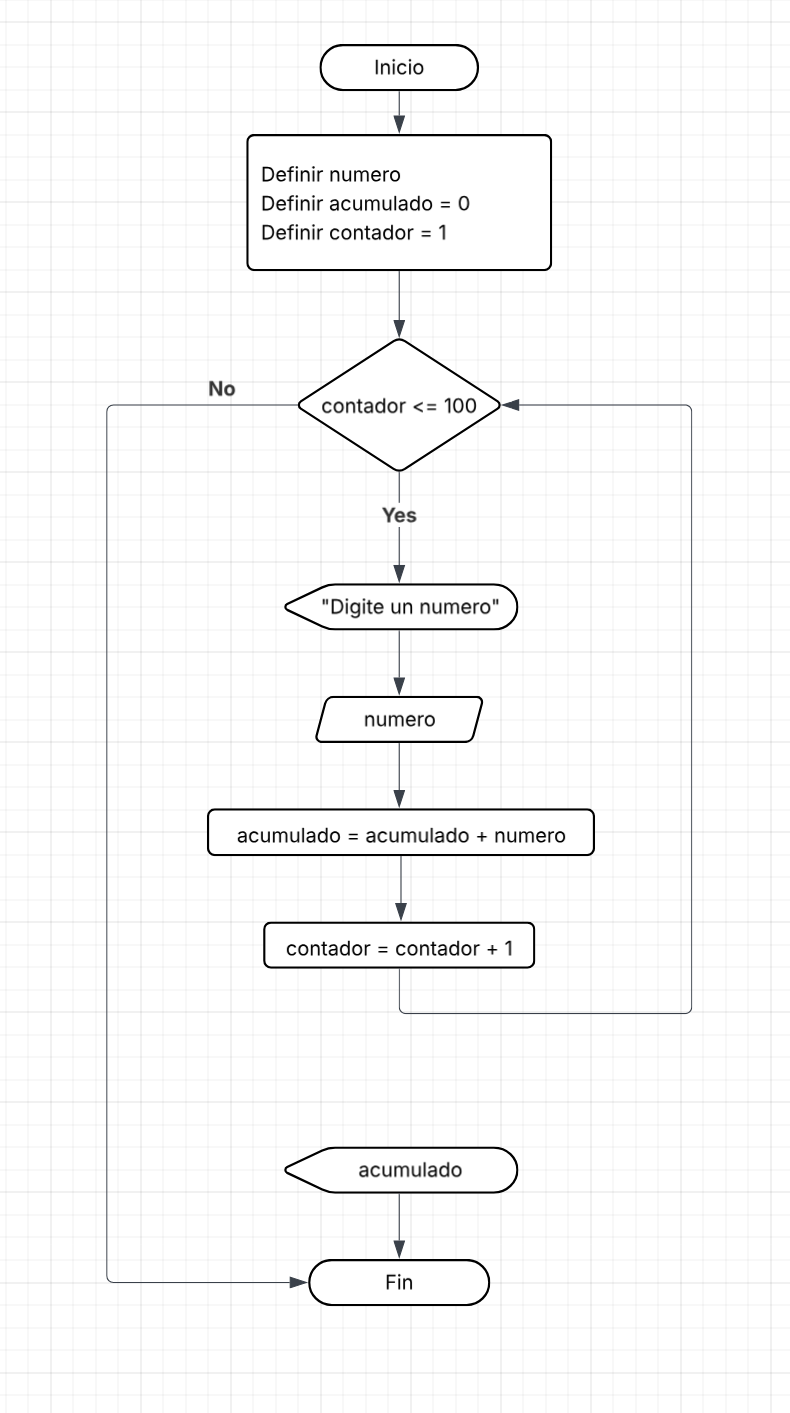 Inicio
Definir numero
Definir acumulado = 0
Definir contador = 1
contador <= 100
No
Yes
"Digite un numero"
numero
acumulado = acumulado + numero
contador = contador + 1
acumulado
Fin